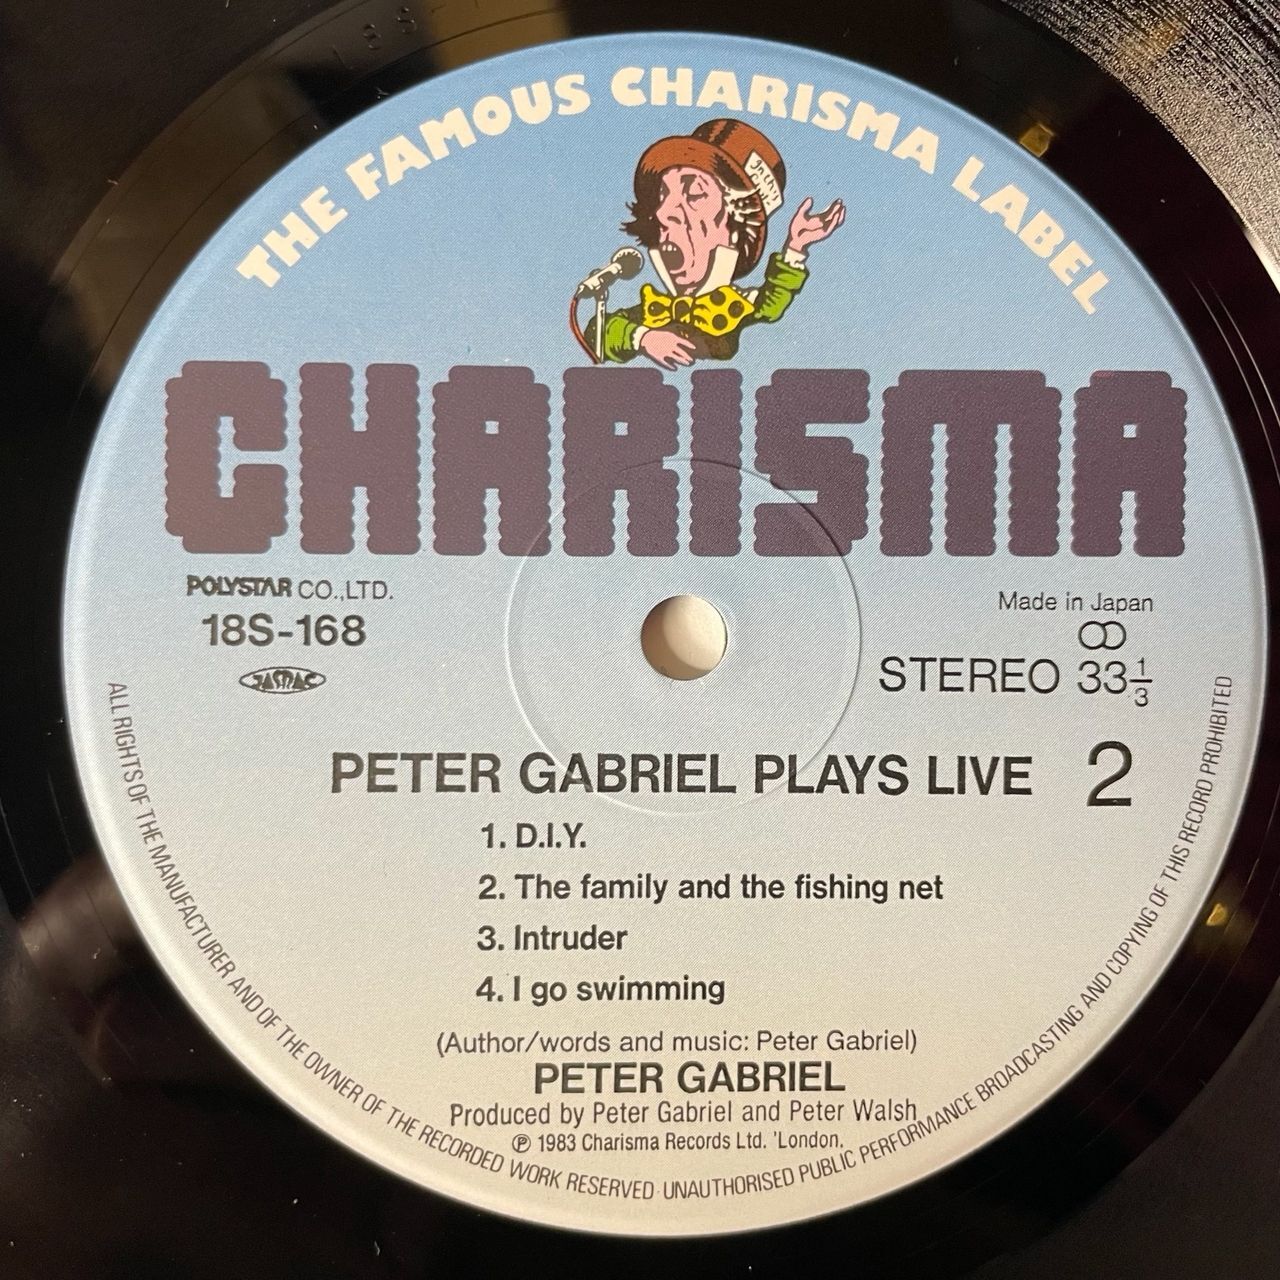 THE FAMOUS CHARISMA LABEL
In this
CHARISMA
POLYSTAR CO.,LTD.
18S-168
JASRAC
Made in Japan
STEREO 33 1/3
PETER GABRIEL PLAYS LIVE 2
1. D.I.Y.
2. The family and the fishing net
3. Intruder
4. I go swimming
(Author/words and music: Peter Gabriel)
PETER GABRIEL
Produced by Peter Gabriel and Peter Walsh
℗ 1983 Charisma Records Ltd. 'London.
ALL RIGHTS OF THE MANUFACTURER AND OF THE OWNER OF THE RECORDED WORK RESERVED · UNAUTHORISED PUBLIC PERFORMANCE BROADCASTING AND COPYING OF THIS RECORD PROHIBITED